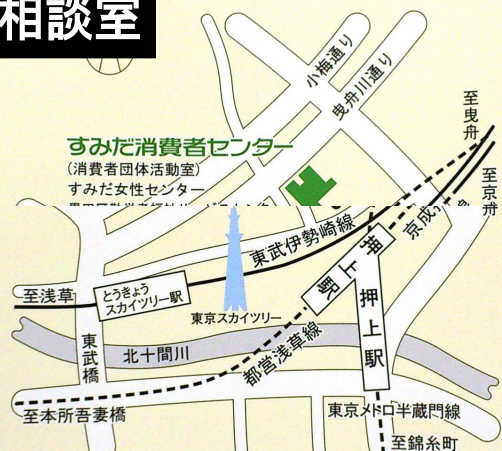 相談室
小梅通り
曳舟川通り
至曳舟
すみだ消費者センター
(消費者団体活動室)
すみだ女性センター
至京舟
京成
東武伊勢崎線
押上駅
至浅草
とうきょう
スカイツリー駅
押上駅
東京スカイツリー
東武橋
北十間川
都営浅草線
至本所吾妻橋
東京メトロ半蔵門線
至錦糸町